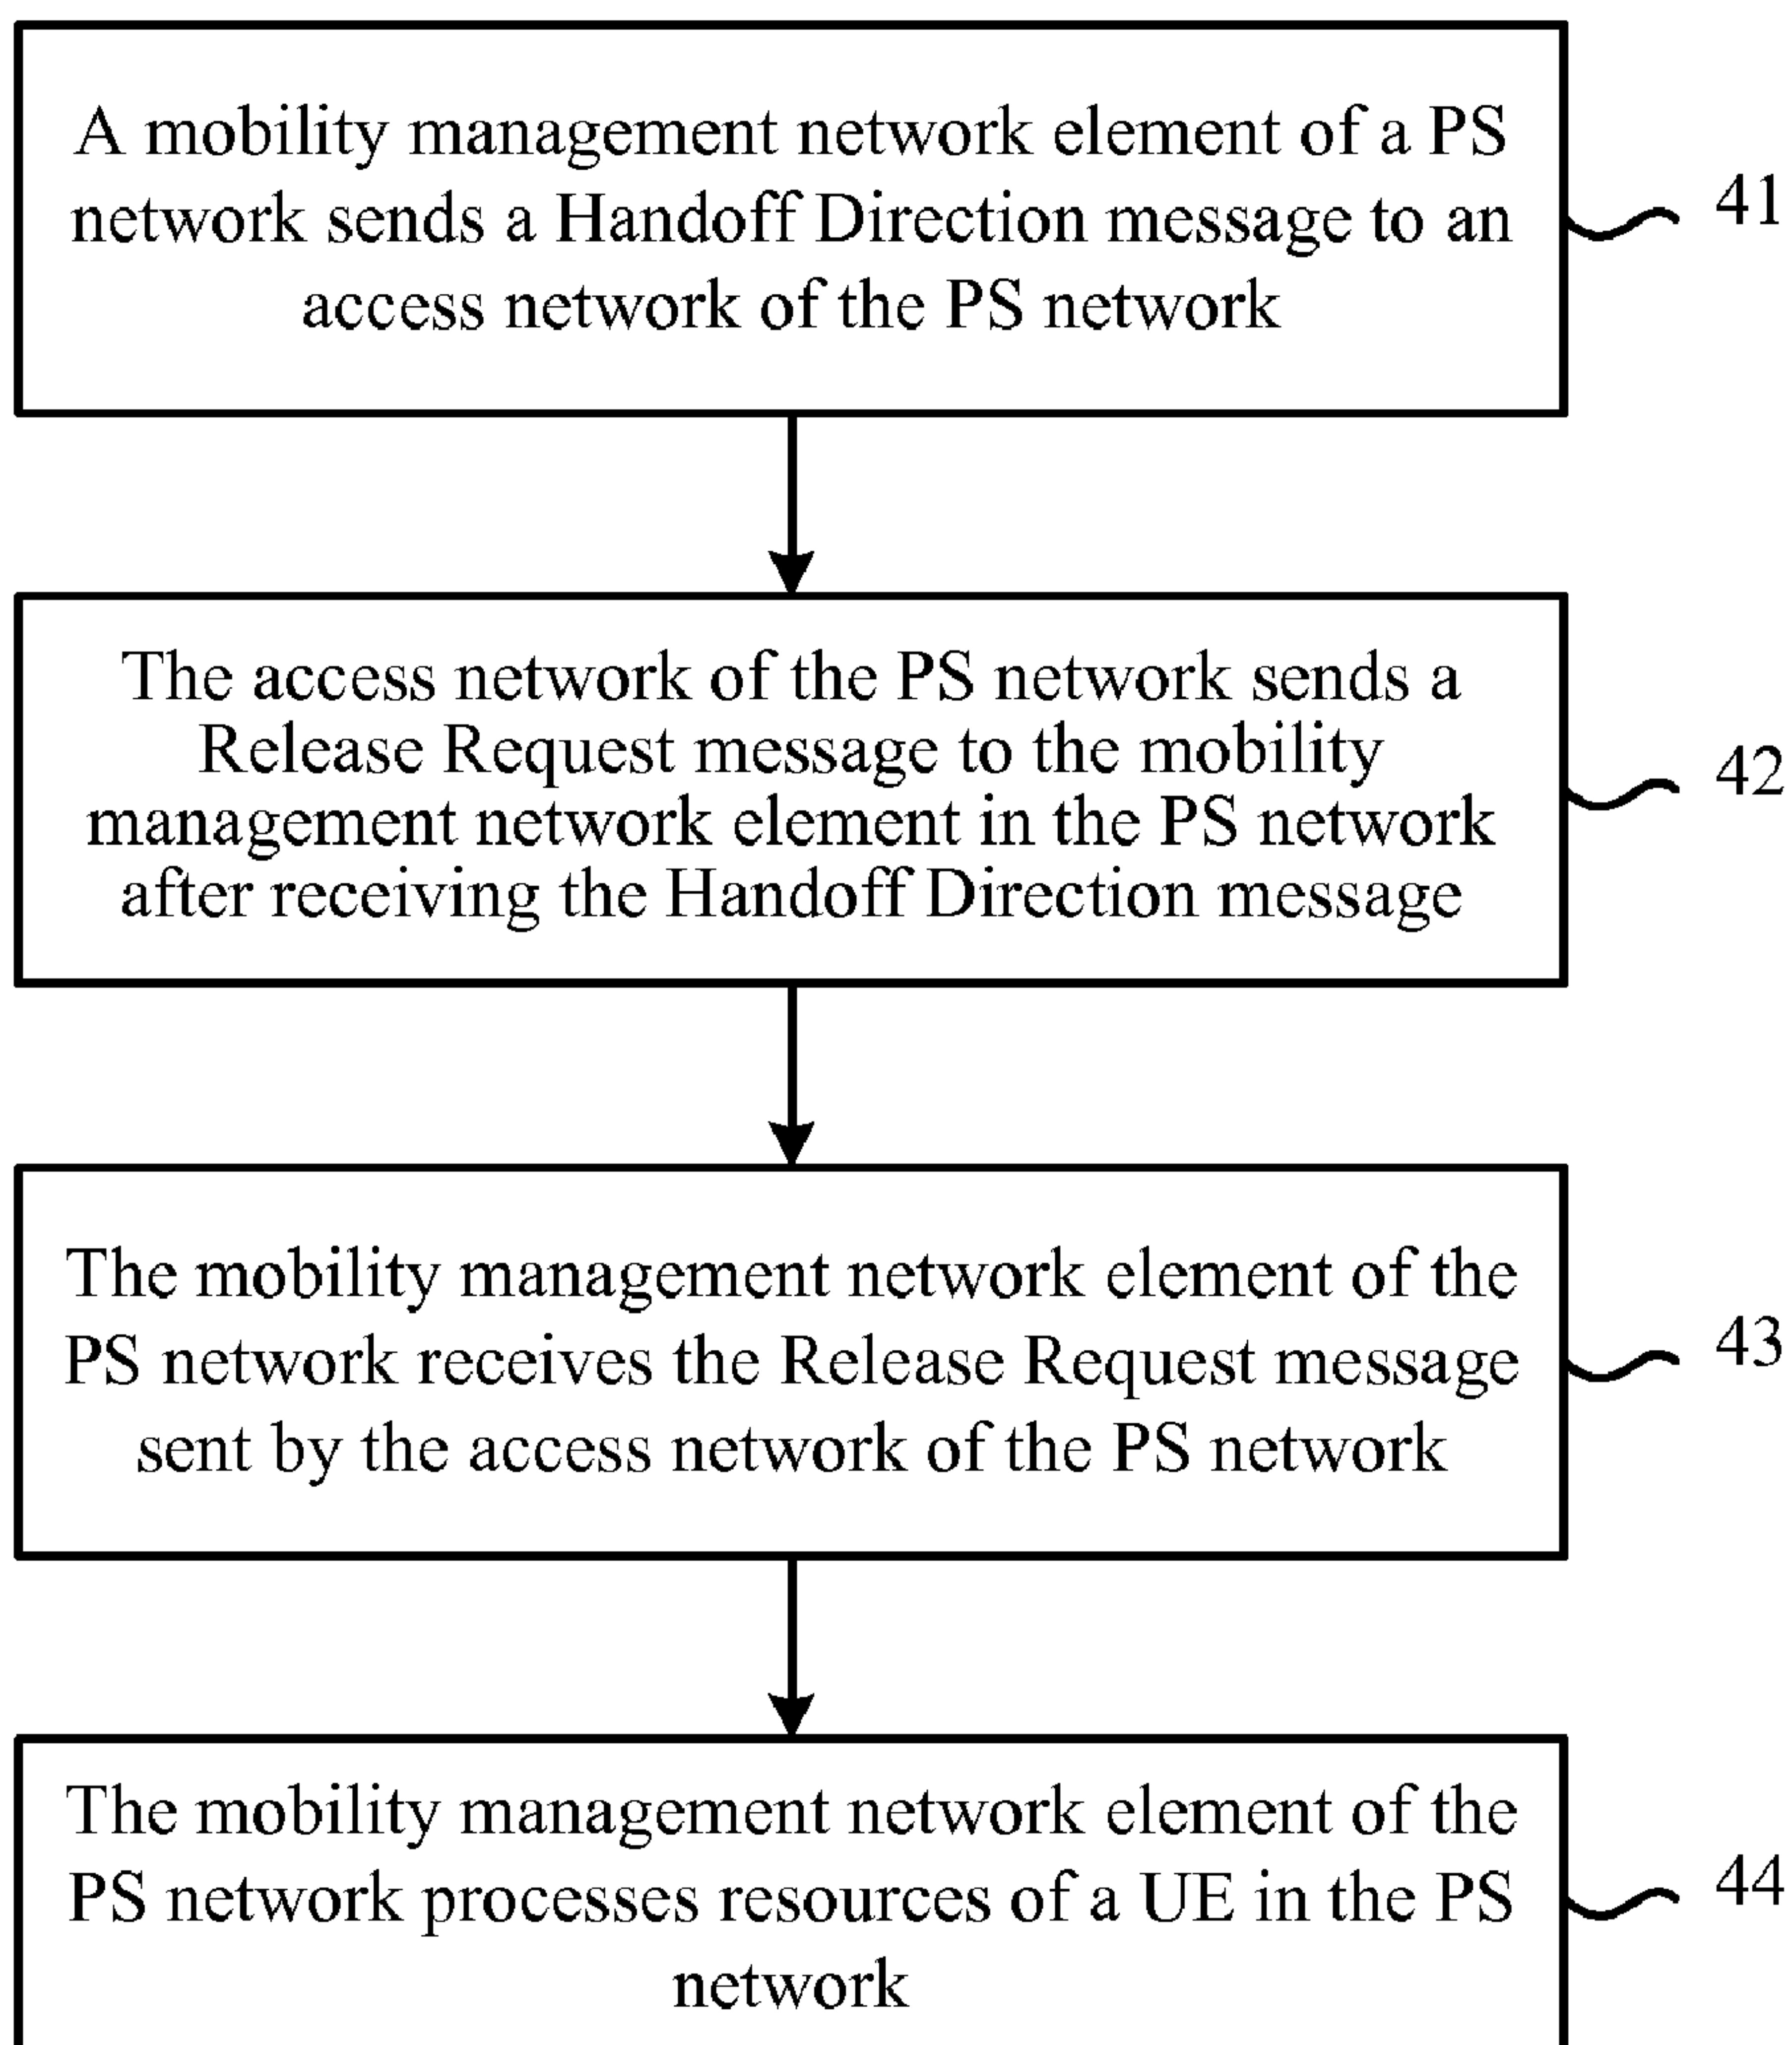 A mobility management network element of a PS
network sends a Handoff Direction message to an
access network of the PS network
41
The access network of the PS network sends a
Release Request message to the mobility
management network element in the PS network
after receiving the Handoff Direction message
42
The mobility management network element of the
PS network receives the Release Request message
sent by the access network of the PS network
43
The mobility management network element of the
PS network processes resources of a UE in the PS
network
44